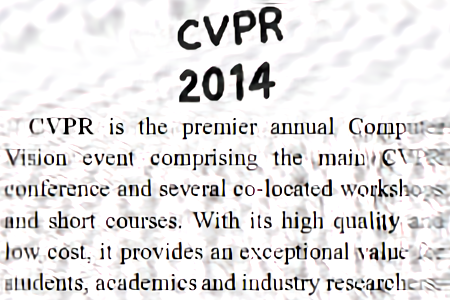 CVPR
2014
CVPR is the premier annual Computer
Vision event comprising the main CVPR
conference and several co-located workshops
and short courses. With its high quality and
low cost, it provides an exceptional value for
students, academics and industry researchers.